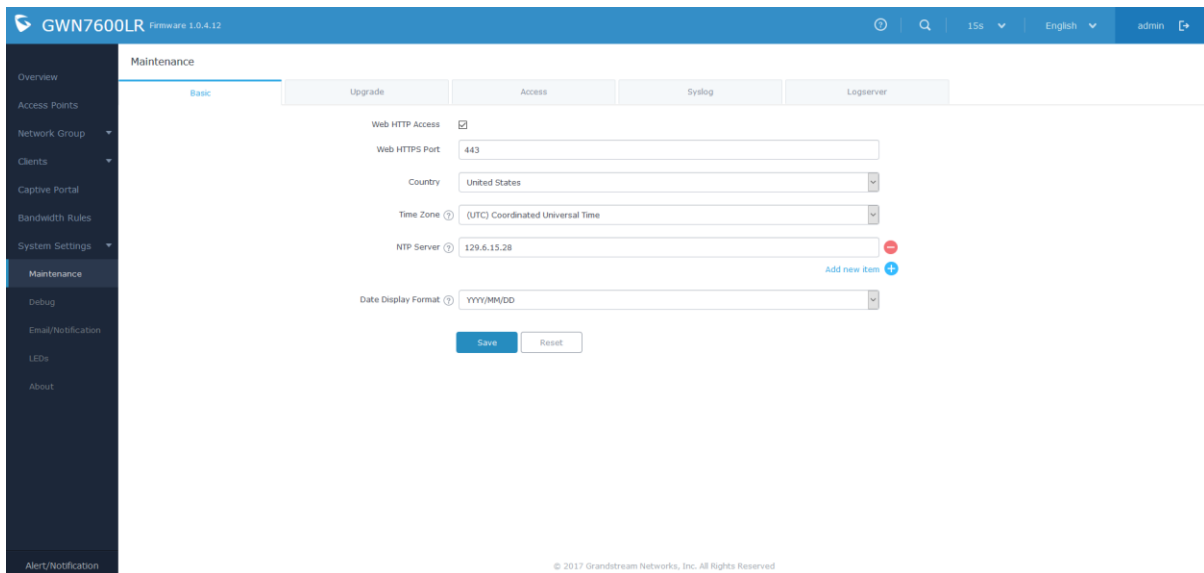 GWN7600LR Firmware 1.0.4.12
15s
English
admin
Overview
Access Points
Network Group
Clients
Captive Portal
Bandwidth Rules
System Settings
Maintenance
Debug
Email/Notification
LEDs
About
Alert/Notification
Maintenance
Basic
Upgrade
Access
Syslog
Logserver
Web HTTP Access
Web HTTPS Port 443
Country United States
Time Zone ? (UTC) Coordinated Universal Time
NTP Server ? 129.6.15.28
Add new item
Date Display Format ? YYYY/MM/DD
Save
Reset
© 2017 Grandstream Networks, Inc. All Rights Reserved